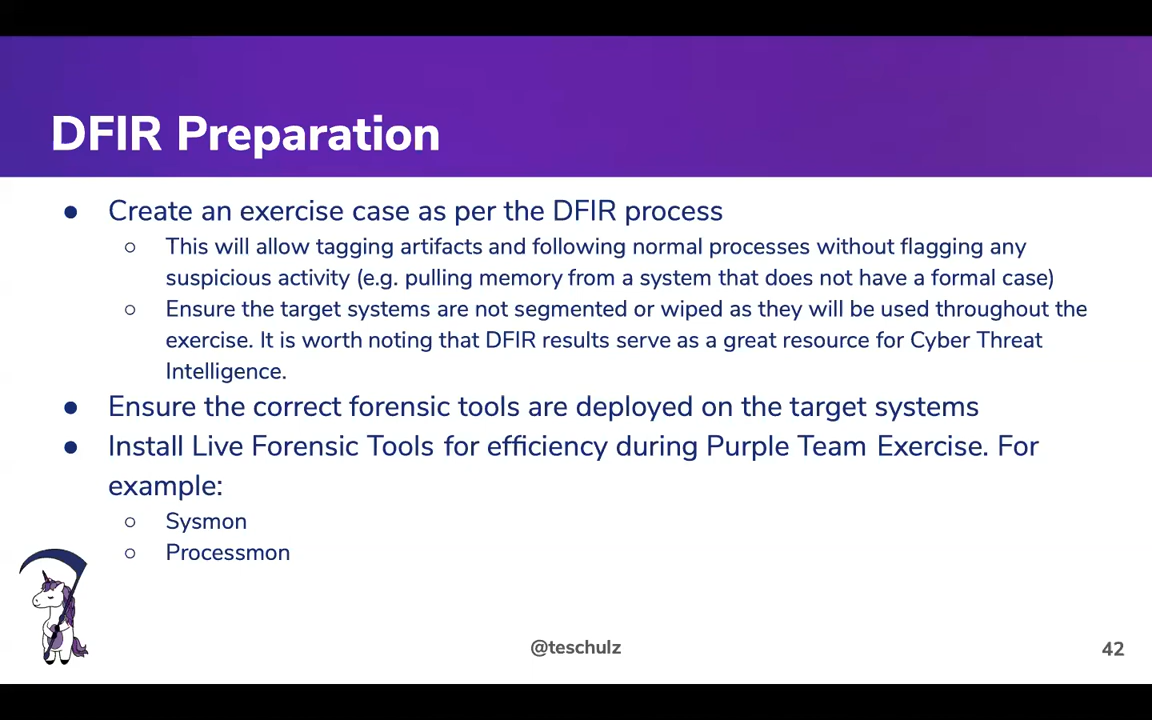 DFIR Preparation
● Create an exercise case as per the DFIR process
○ This will allow tagging artifacts and following normal processes without flagging any
suspicious activity (e.g. pulling memory from a system that does not have a formal case)
○ Ensure the target systems are not segmented or wiped as they will be used throughout the
exercise. It is worth noting that DFIR results serve as a great resource for Cyber Threat
Intelligence.
● Ensure the correct forensic tools are deployed on the target systems
● Install Live Forensic Tools for efficiency during Purple Team Exercise. For
example:
○ Sysmon
○ Processmon
@teschulz
42